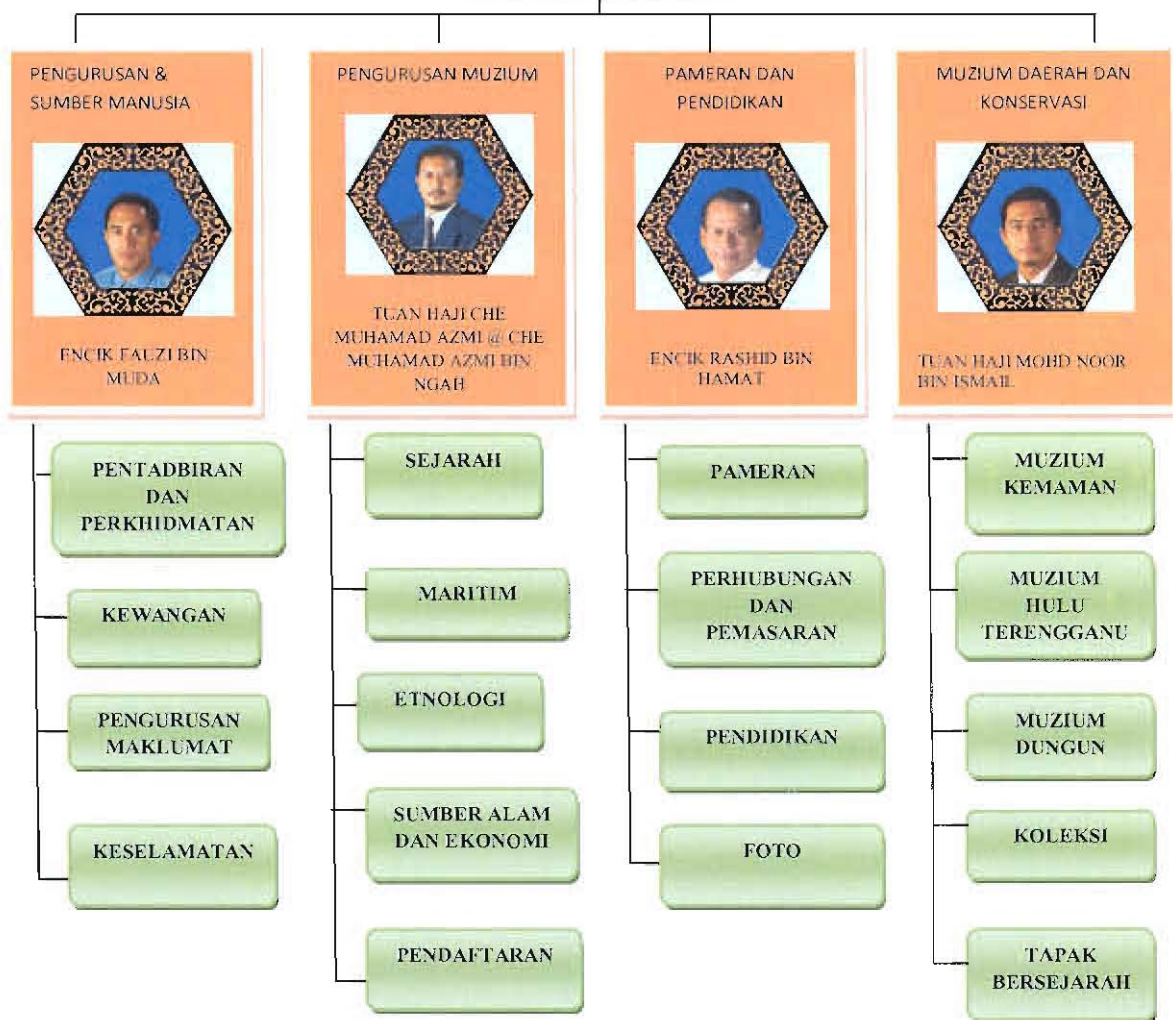 PENGURUSAN &
SUMBER MANUSIA
ENCIK FAUZI BIN
MUDA
PENTADBIRAN
DAN
PERKHIDMATAN
KEWANGAN
PENGURUSAN
MAKLUMAT
KESELAMATAN
PENGURUSAN MUZIUM
TUAN HAJI CHE
MUHAMAD AZMI @ CHE
MUHAMAD AZMI BIN
NGAH
SEJARAH
MARITIM
ETNOLOGI
SUMBER ALAM
DAN EKONOMI
PENDAFTARAN
PAMERAN DAN
PENDIDIKAN
ENCIK RASHID BIN
HAMAT
PAMERAN
PERHUBUNGAN
DAN
PEMASARAN
PENDIDIKAN
FOTO
MUZIUM DAERAH DAN
KONSERVASI
TUAN HAJI MOHD NOOR
BIN ISMAIL
MUZIUM
KEMAMAN
MUZIUM
HULU
TERENGGANU
MUZIUM
DUNGUN
KOLEKSI
TAPAK
BERSEJARAH